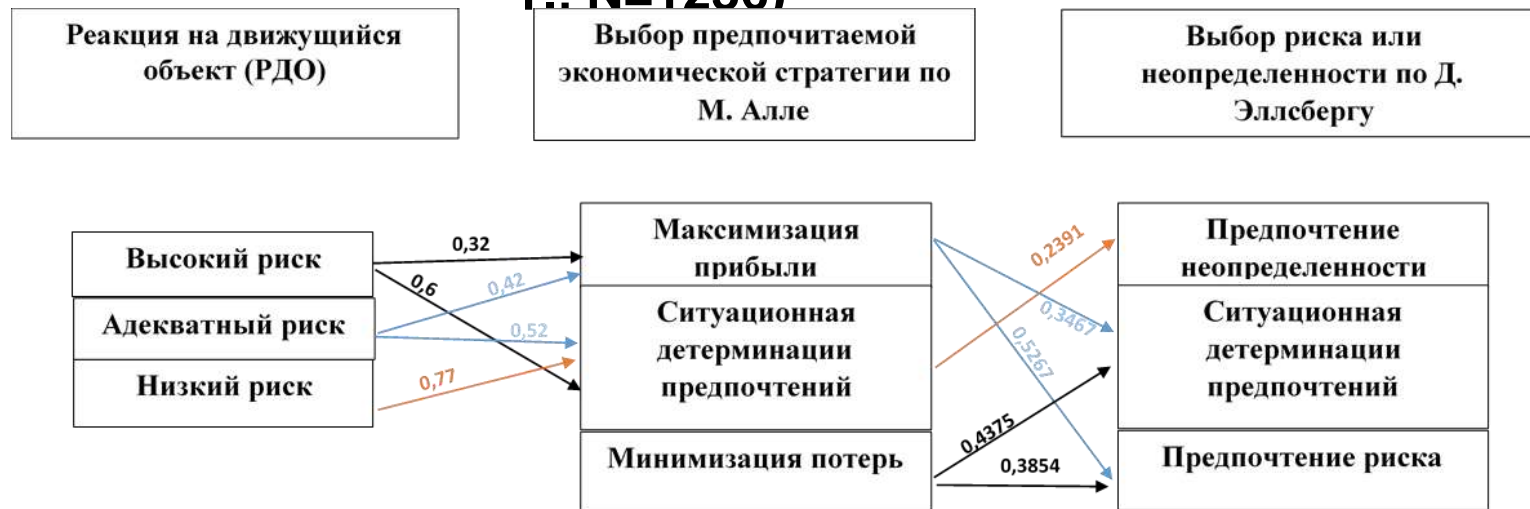 Реакция на движущийся
объект (РДО)
Выбор предпочитаемой
экономической стратегии по
М. Алле
Выбор риска или
неопределенности по Д.
Эллсбергу
Высокий риск
Адекватный риск
Низкий риск
0,32
0,6
0,42
0,52
0,77
Максимизация
прибыли
Ситуационная
детерминации
предпочтений
Минимизация потерь
0,2391
0,3467
0,5267
0,4375
0,3854
Предпочтение
неопределенности
Ситуационная
детерминации
предпочтений
Предпочтение риска